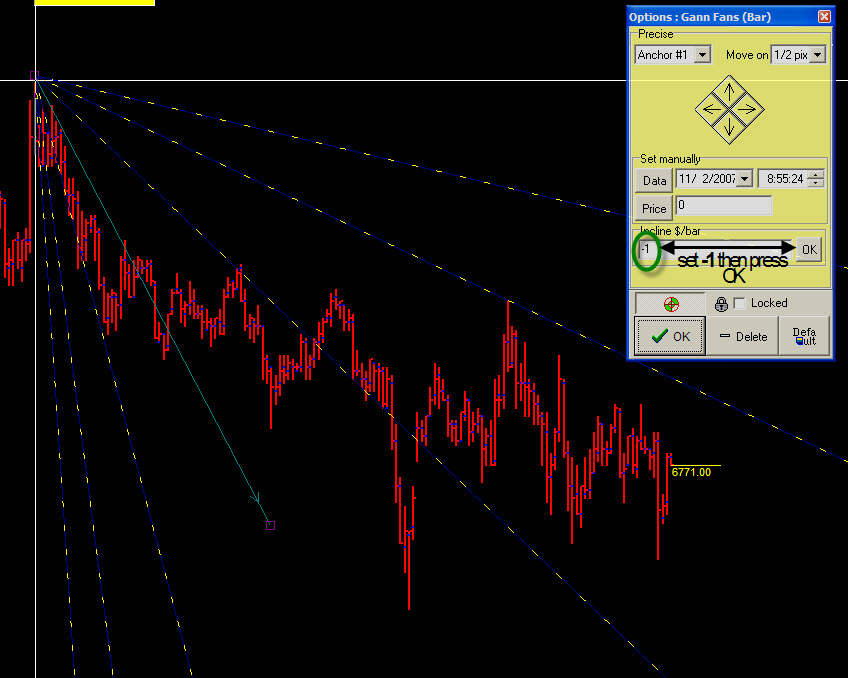 Options : Gann Fans (Bar)
Precise
Anchor #1
Move on
1/2 pix
Set manually
Data
11/ 2/2007
8:55:24
Price
0
Incline $/bar
-1
OK
set -1 then press
OK
Locked
OK
Delete
Defa
ult
6771.00